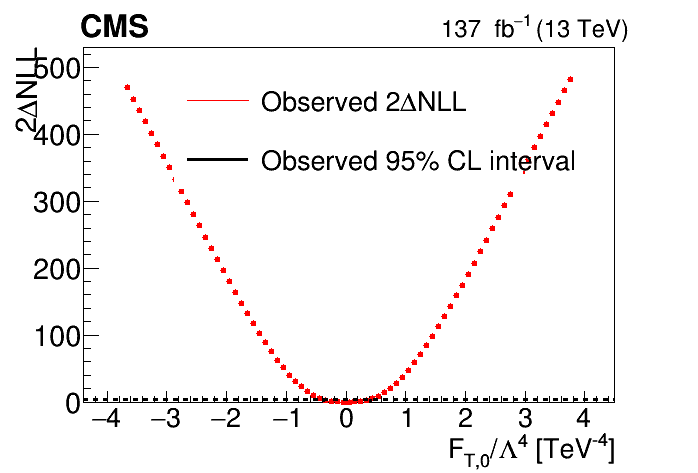 CMS
137 fb⁻¹ (13 TeV)
2ΔNLL
500
400
300
200
100
0
Observed 2ΔNLL
Observed 95% CL interval
−4 −3 −2 −1 0 1 2 3 4
F_{T,0}/Λ⁴ [TeV⁻⁴]